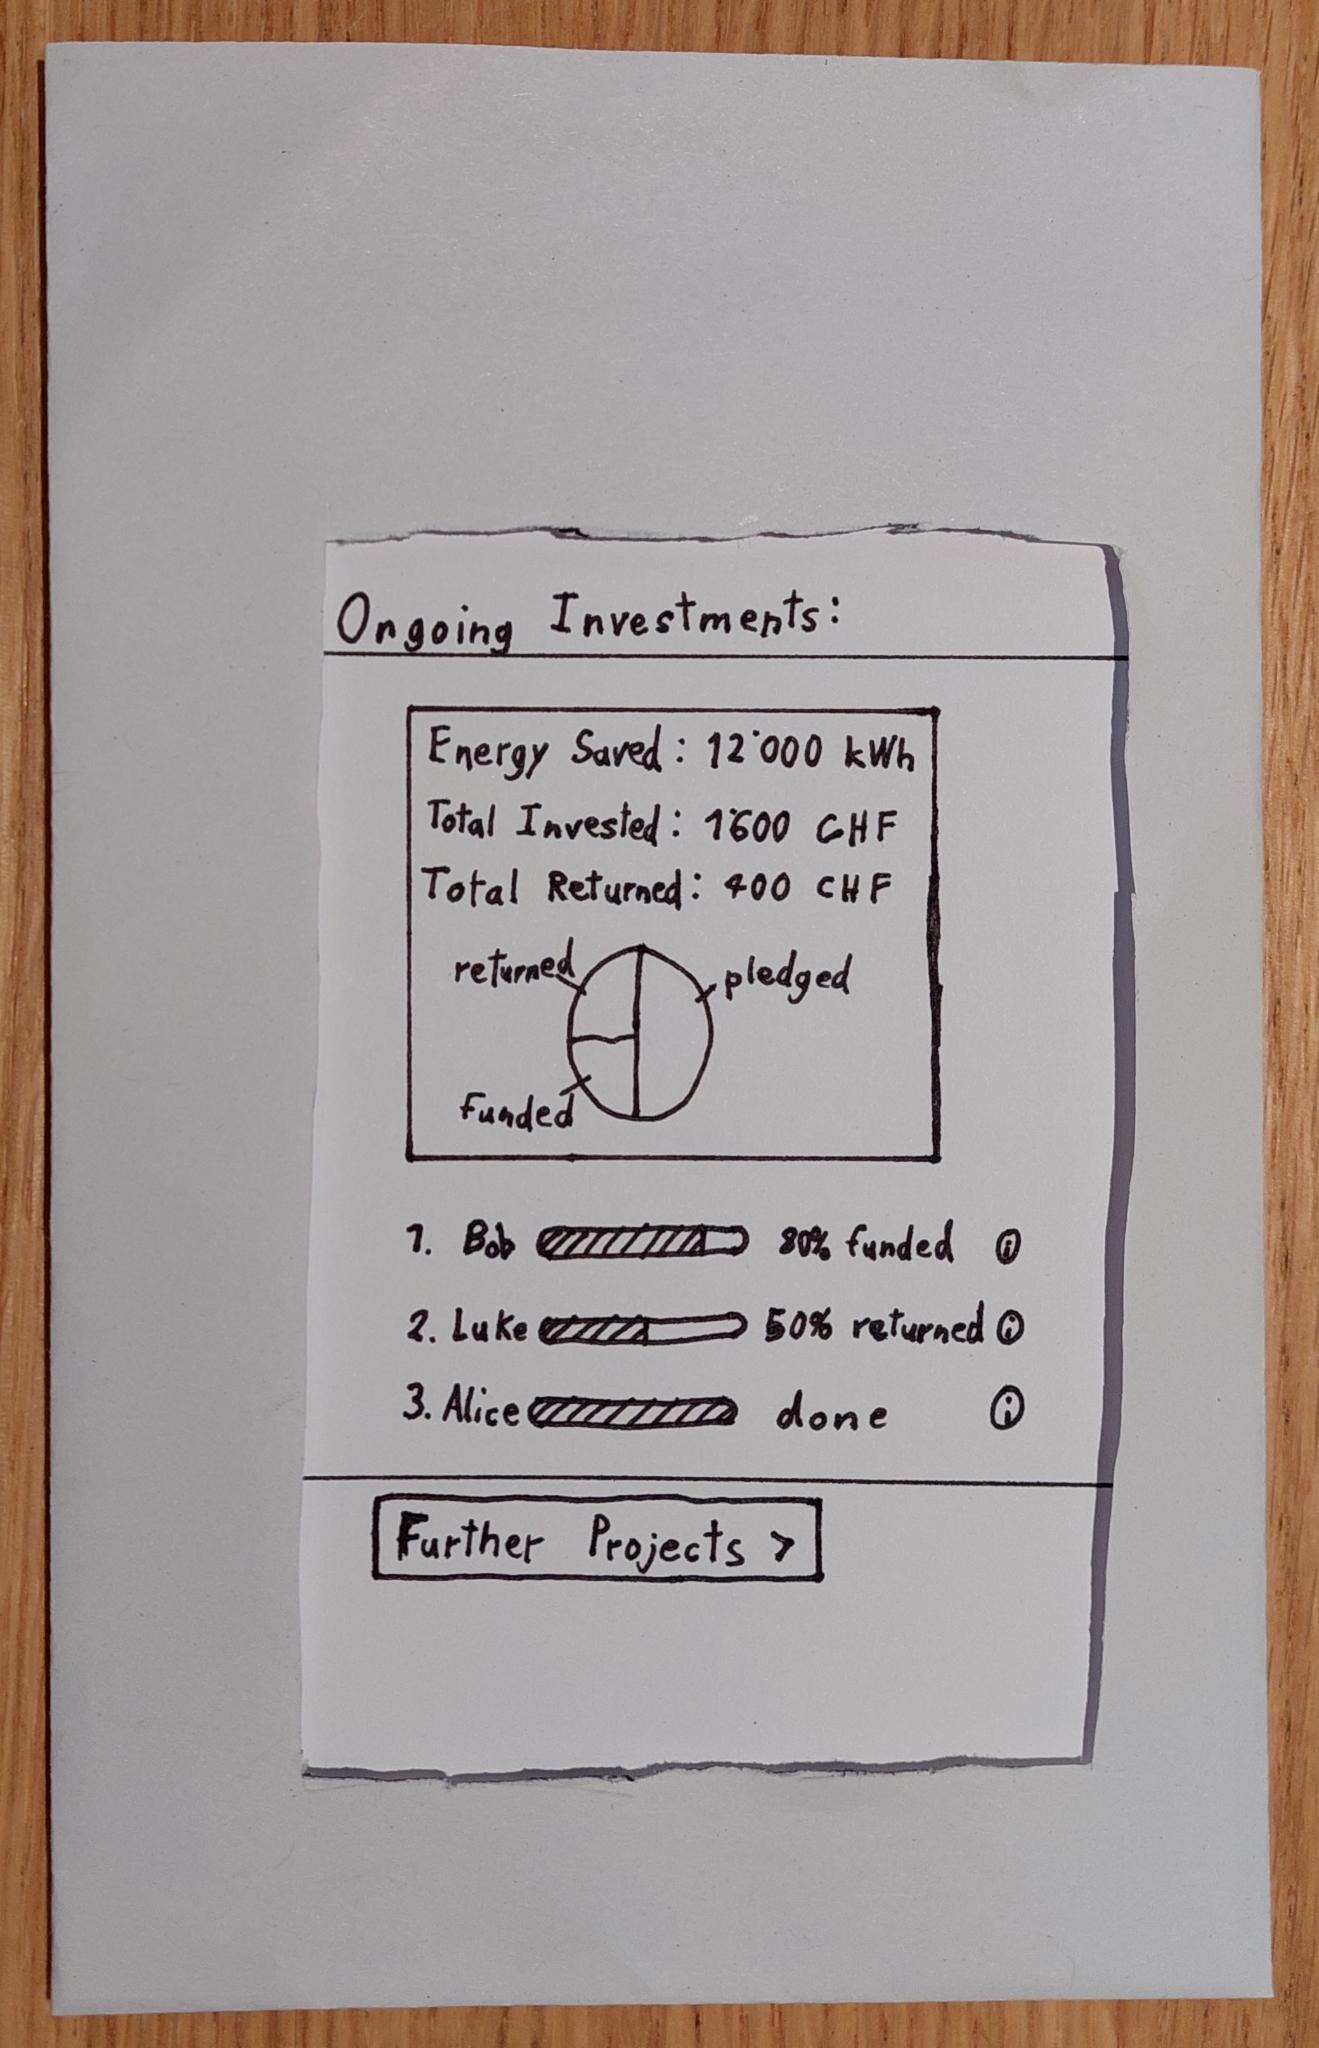 Ongoing Investments:
Energy Saved: 12'000 kWh
Total Invested: 1'600 CHF
Total Returned: 400 CHF
returned
pledged
funded
1. Bob 80% funded i
2. Luke 50% returned i
3. Alice done i
Further Projects >